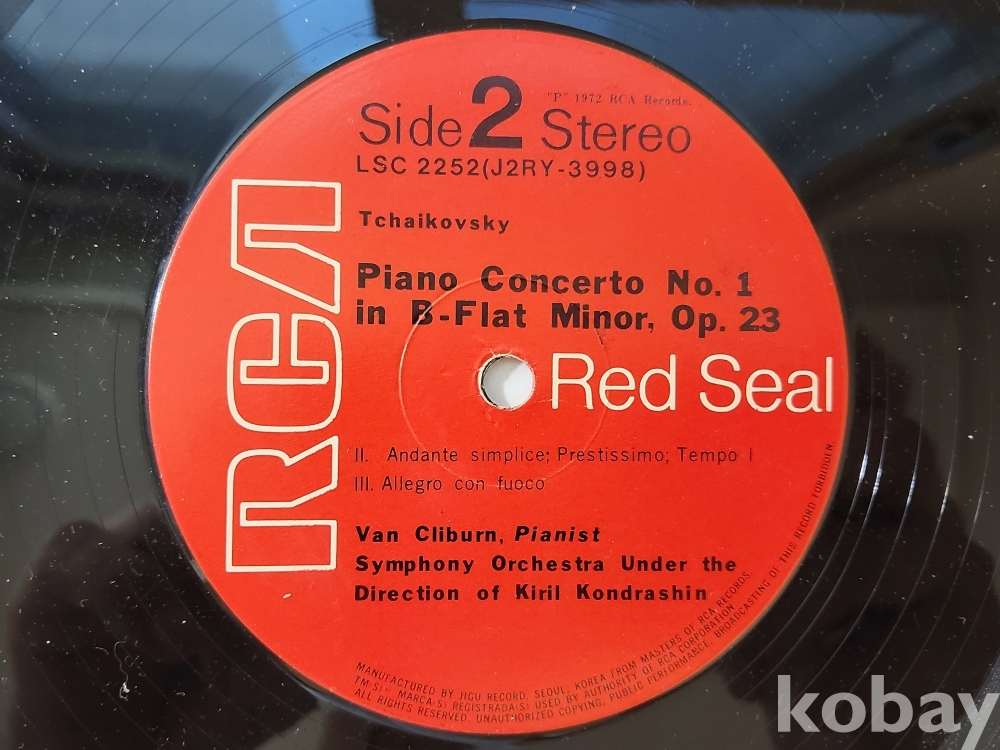 "P" 1972 RCA Records.
Side 2 Stereo
LSC 2252(J2RY-3998)
Tchaikovsky
Piano Concerto No. 1
in B-Flat Minor, Op. 23
RCA
Red Seal
II. Andante simplice; Prestissimo; Tempo I
III. Allegro con fuoco
Van Cliburn, Pianist
Symphony Orchestra Under the
Direction of Kiril Kondrashin
MANUFACTURED BY JIGU RECORD, SEOUL, KOREA FROM MASTERS OF RCA RECORDS.
TM·S)" MARCA·S) REGISTRADA(S) USED BY AUTHORITY OF RCA CORPORATION
ALL RIGHTS RESERVED. UNAUTHORIZED COPYING, PUBLIC PERFORMANCE, BROADCASTING OF THIS RECORD FORBIDDEN.
kobay